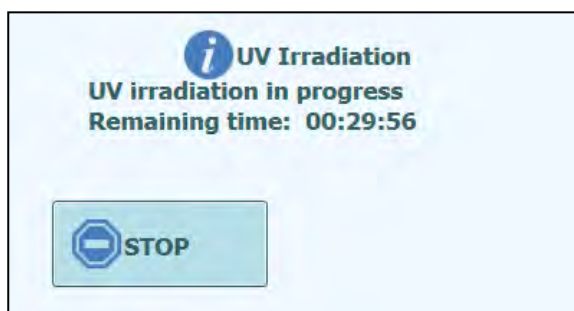 UV Irradiation
UV irradiation in progress
Remaining time: 00:29:56
STOP